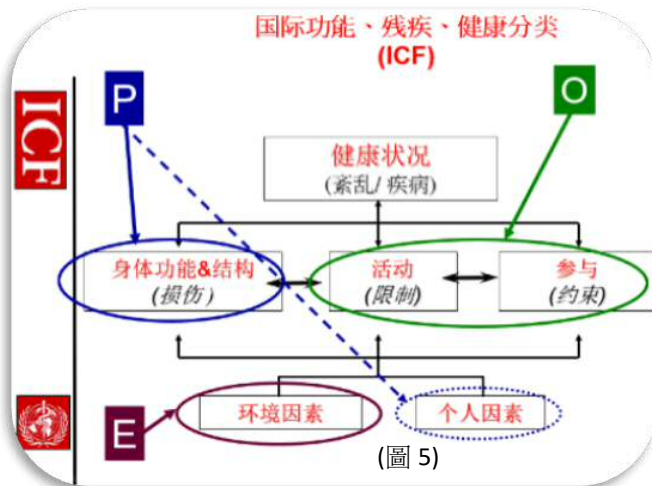 国际功能、残疾、健康分类
(ICF)
ICF
P
O
健康状况
(紊乱/ 疾病)
身体功能&结构
(损伤 )
活动
(限制)
参与
(约束)
E
环境因素
个人因素
(圖 5)